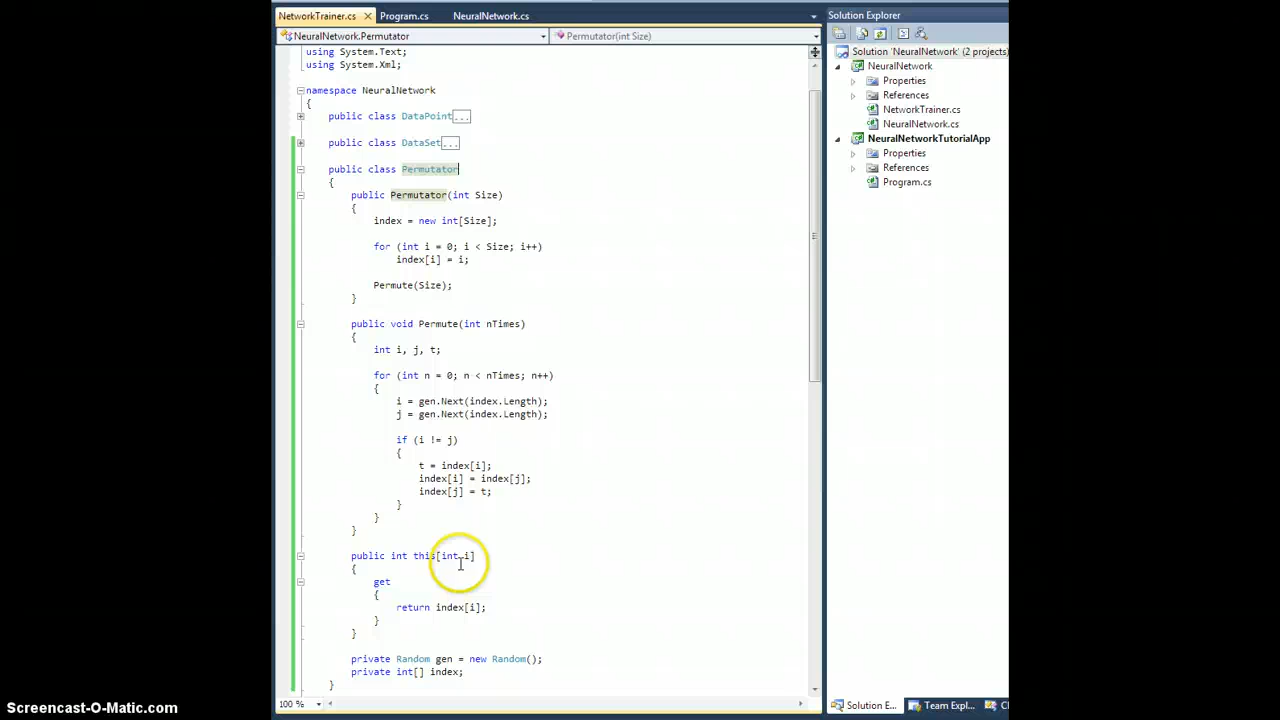 NetworkTrainer.cs Program.cs NeuralNetwork.cs
NeuralNetwork.Permutator Permutator(int Size)
using System.Text;
using System.Xml;
namespace NeuralNetwork
{
public class DataPoint...
public class DataSet...
public class Permutator
{
public Permutator(int Size)
{
index = new int[Size];
for (int i = 0; i < Size; i++)
index[i] = i;
Permute(Size);
}
public void Permute(int nTimes)
{
int i, j, t;
for (int n = 0; n < nTimes; n++)
{
i = gen.Next(index.Length);
j = gen.Next(index.Length);
if (i != j)
{
t = index[i];
index[i] = index[j];
index[j] = t;
}
}
}
public int this[int i]
{
get
{
return index[i];
}
}
private Random gen = new Random();
private int[] index;
}
100 %
Solution Explorer
Solution 'NeuralNetwork' (2 projects)
NeuralNetwork
Properties
References
NetworkTrainer.cs
NeuralNetwork.cs
NeuralNetworkTutorialApp
Properties
References
Program.cs
Solution E... Team Expl...
Screencast-O-Matic.com